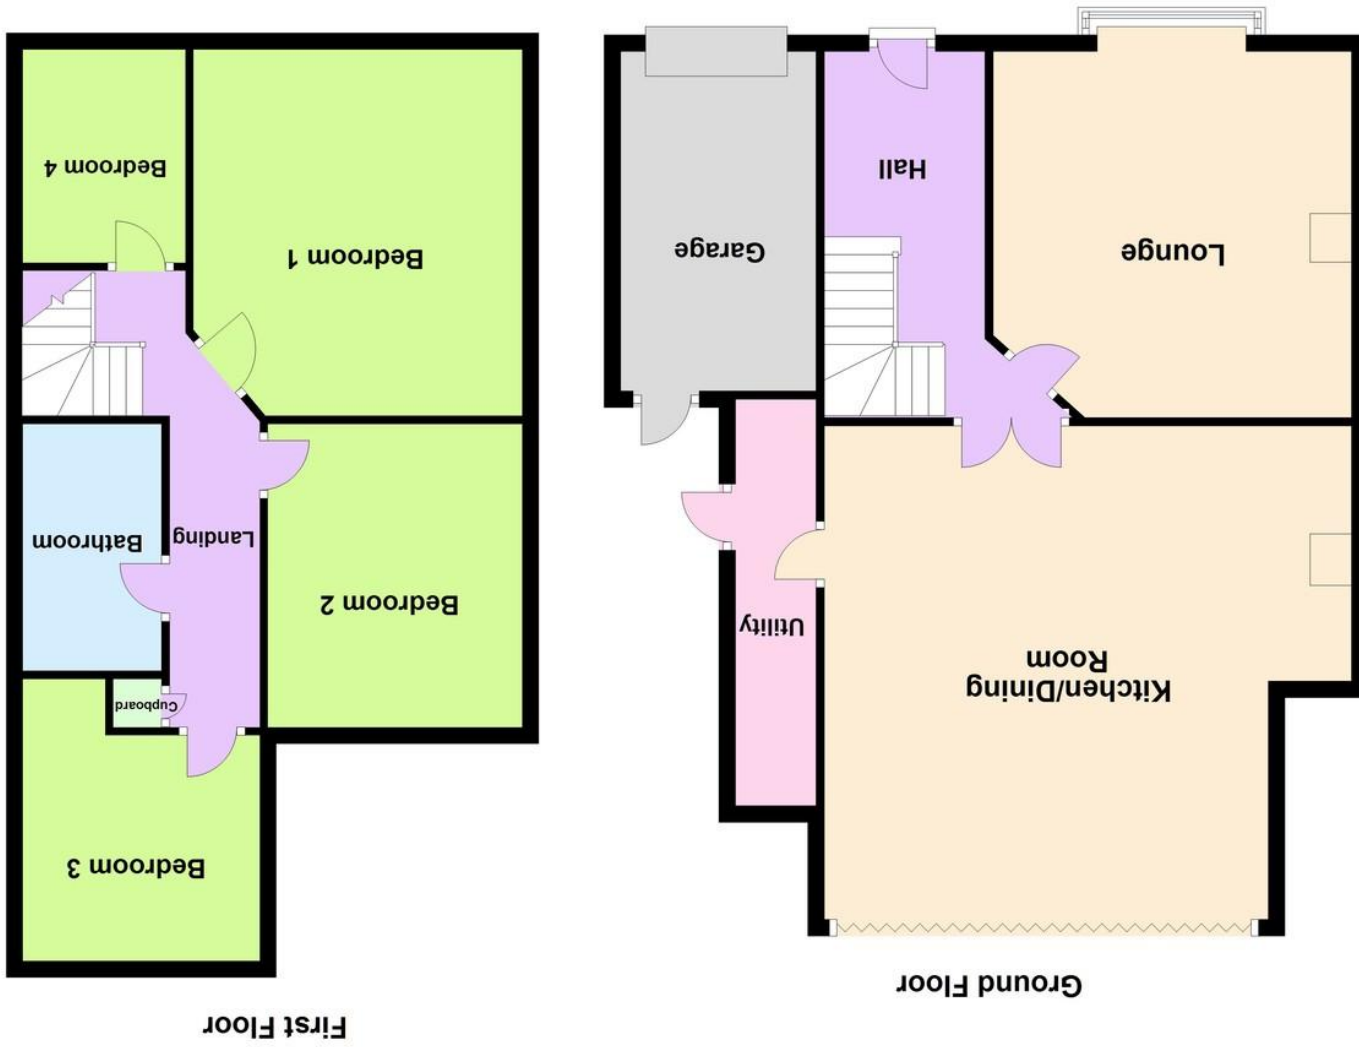 Ground Floor
Kitchen/Dining
Room
Utility
Lounge
Garage
Hall
First Floor
Bedroom 3
Cupboard
Bedroom 2
Landing
Bathroom
Bedroom 1
Bedroom 4